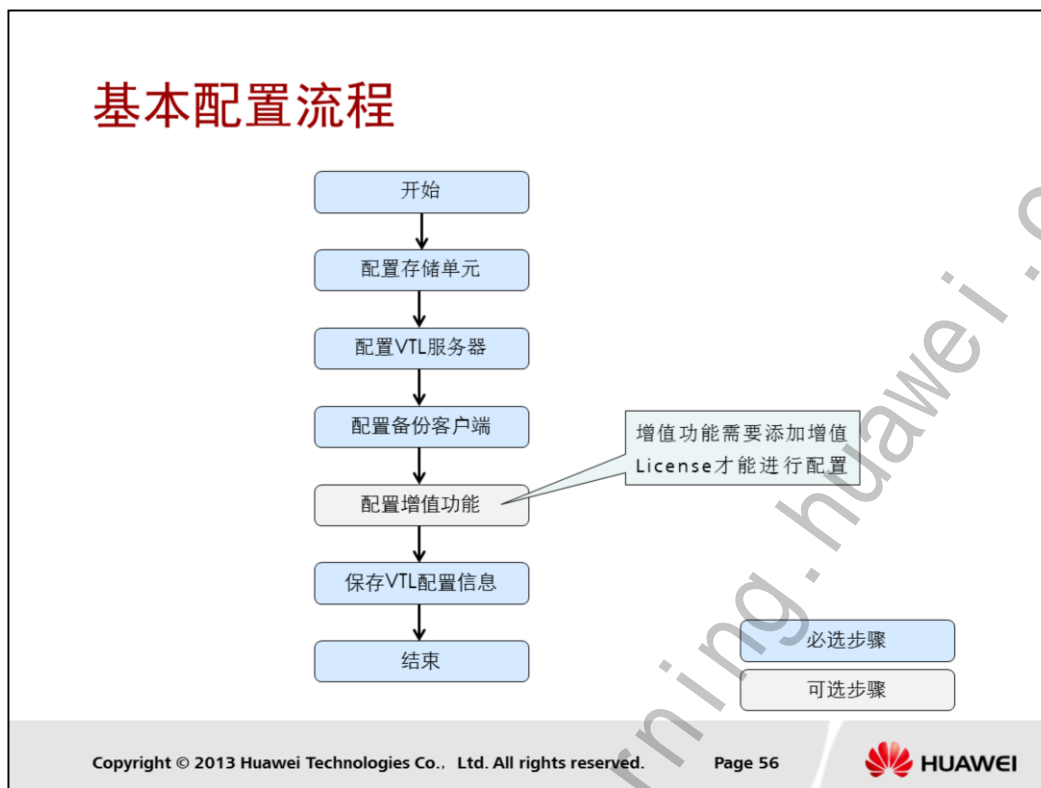 基本配置流程
开始
配置存储单元
配置VTL服务器
配置备份客户端
增值功能需要添加增值
License才能进行配置
配置增值功能
保存VTL配置信息
结束
必选步骤
可选步骤
rning.huawei.c
Copyright © 2013 Huawei Technologies Co., Ltd. All rights reserved.
Page 56
HUAWEI